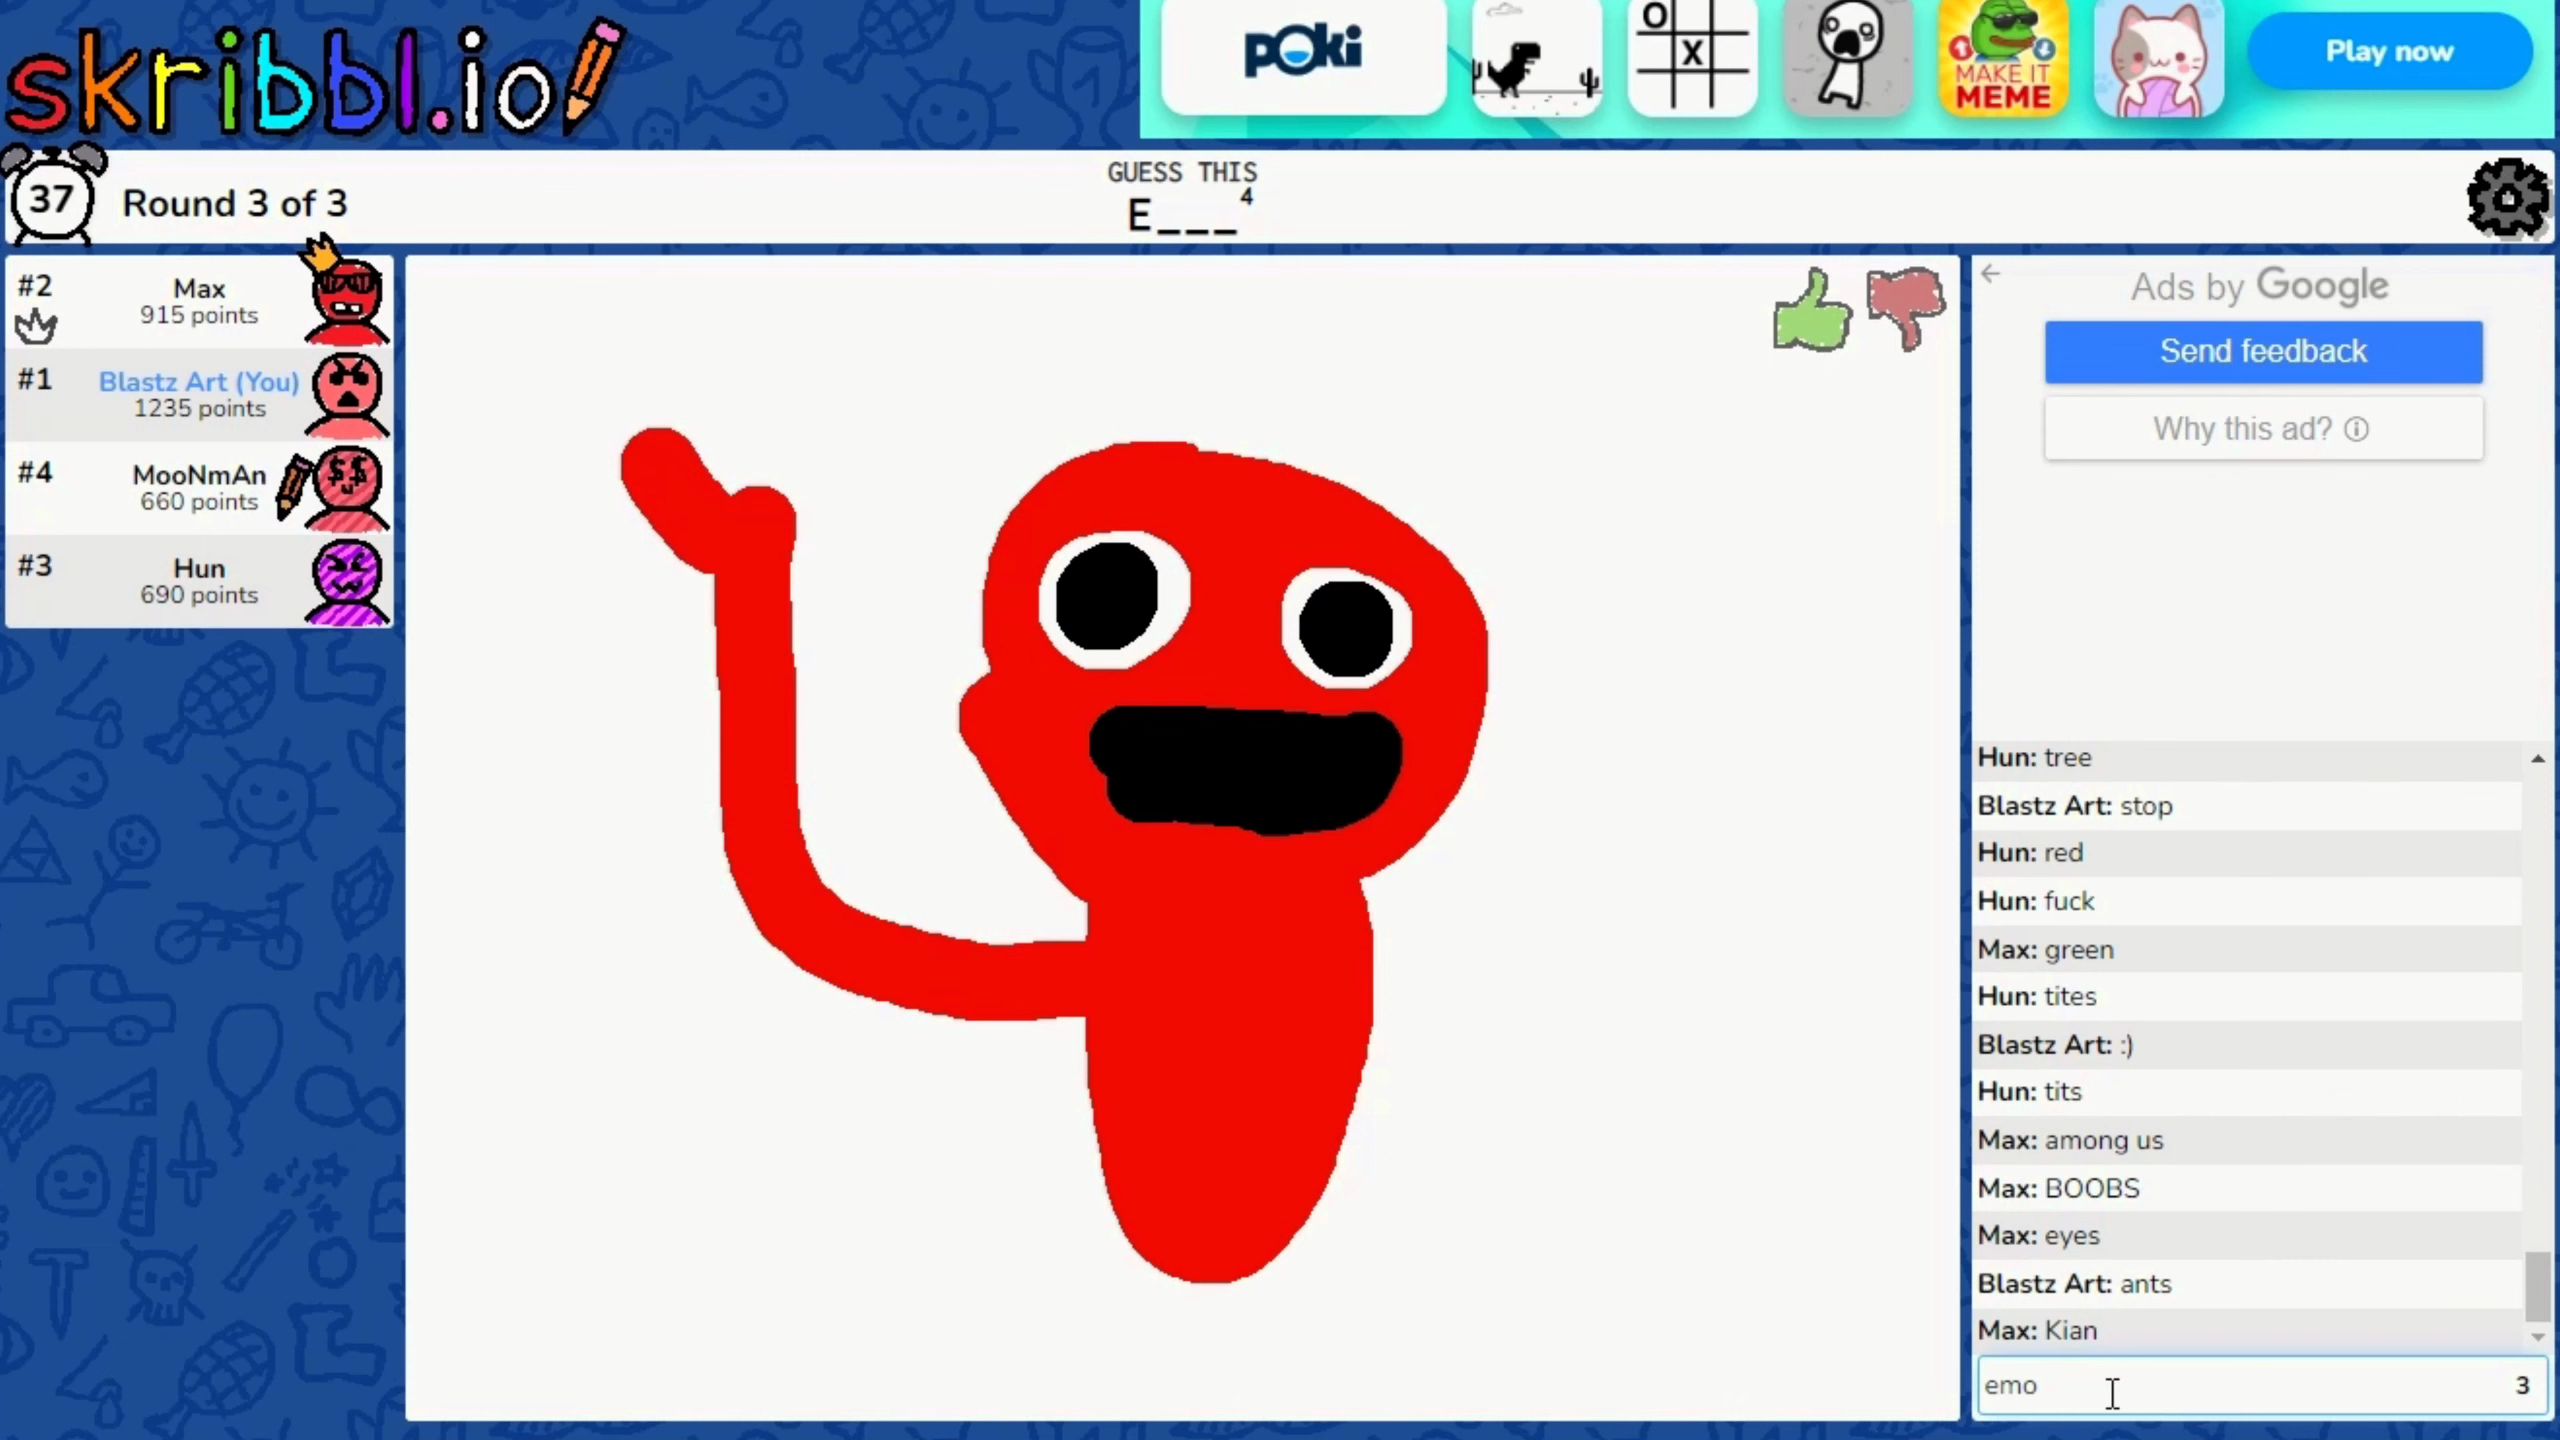 skribbl.io
poki
O
X
MAKE IT
MEME
Play now
37
Round 3 of 3
GUESS THIS
E___ 4
#2
Max
915 points
#1
Blastz Art (You)
1235 points
#4
MooNmAn
660 points
#3
Hun
690 points
Ads by Google
Send feedback
Why this ad?
Hun: tree
Blastz Art: stop
Hun: red
Hun: fuck
Max: green
Hun: tites
Blastz Art: :)
Hun: tits
Max: among us
Max: BOOBS
Max: eyes
Blastz Art: ants
Max: Kian
emo
3